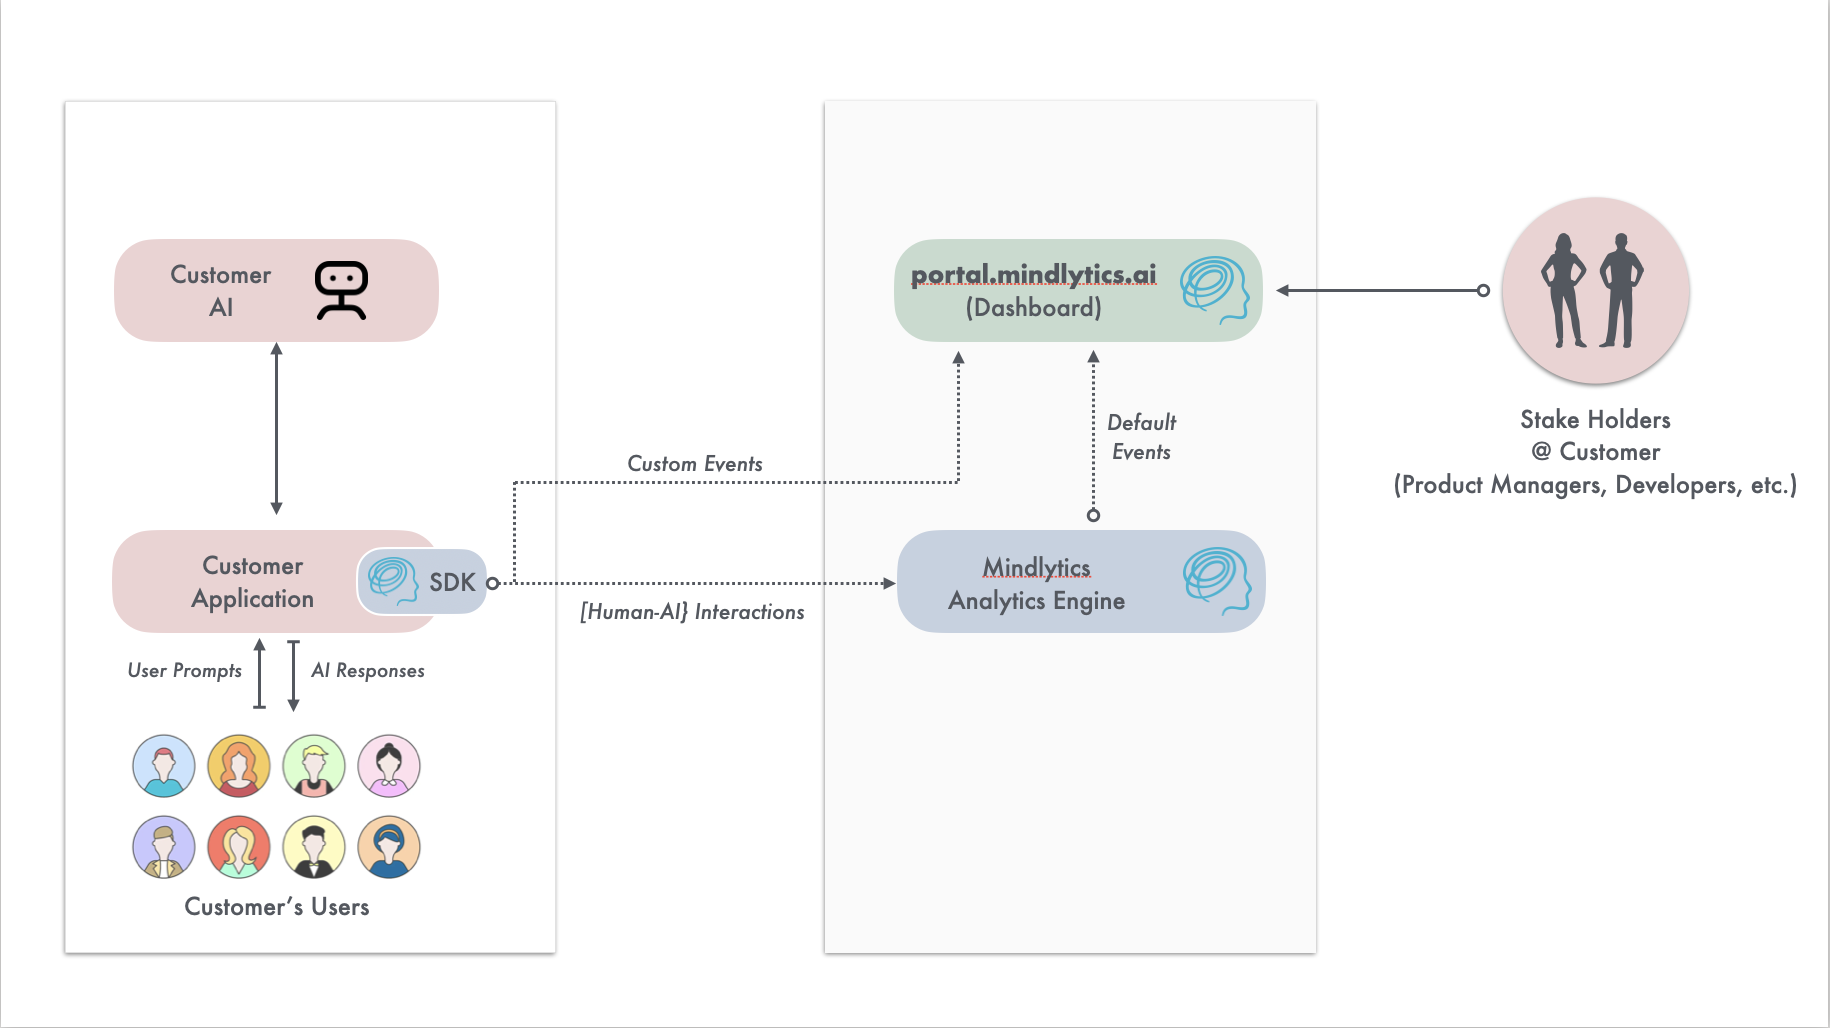 Customer
AI
portal.mindlytics.ai
(Dashboard)
Default
Events
Stake Holders
@ Customer
(Product Managers, Developers, etc.)
Custom Events
Customer
Application
SDK
[Human-AI} Interactions
Mindlytics
Analytics Engine
User Prompts
AI Responses
Customer's Users